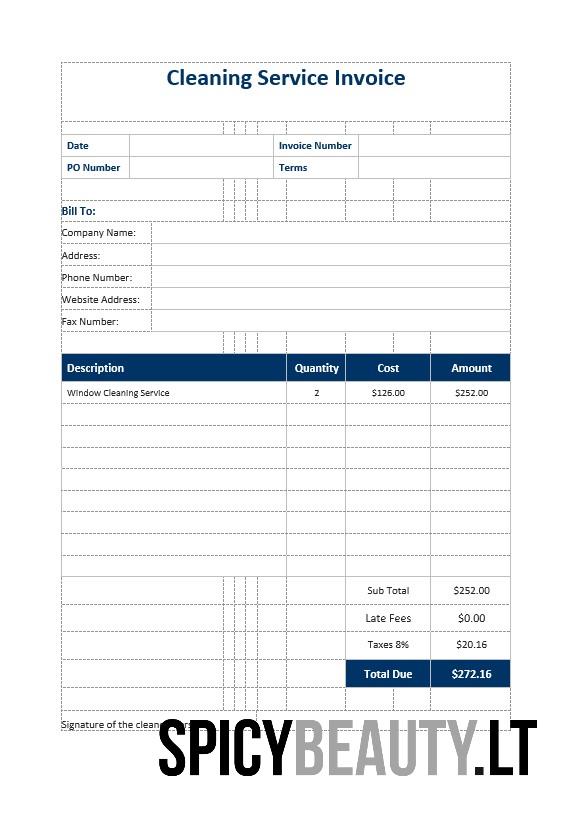 Cleaning Service Invoice
Date Invoice Number
PO Number Terms
Bill To:
Company Name:
Address:
Phone Number:
Website Address:
Fax Number:
Description Quantity Cost Amount
Window Cleaning Service 2 $126.00 $252.00
Sub Total $252.00
Late Fees $0.00
Taxes 8% $20.16
Total Due $272.16
Signature of the
SPICYBEAUTY.LT